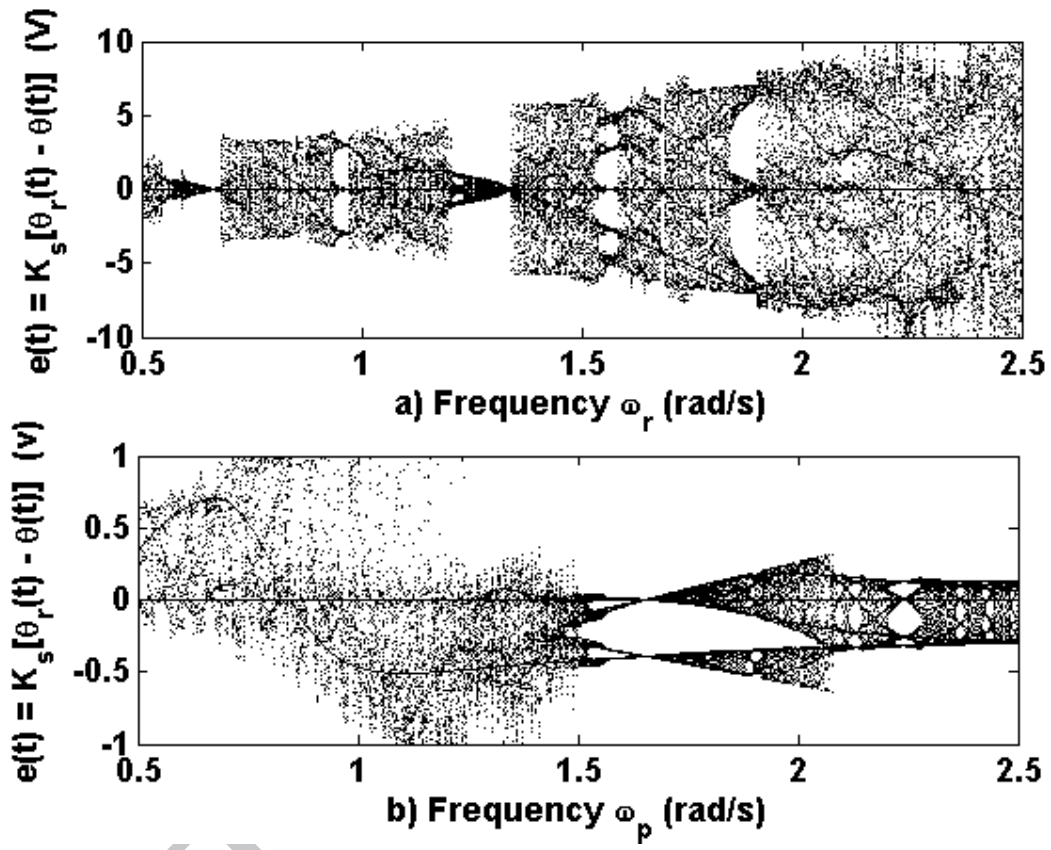 e(t) = K_s[θ_r(t) - θ(t)] (V)
10
5
0
-5
-10
0.5 1 1.5 2 2.5
a) Frequency ω_r (rad/s)
e(t) = K_s[θ_r(t) - θ(t)] (v)
1
0.5
0
-0.5
-1
0.5 1 1.5 2 2.5
b) Frequency ω_p (rad/s)